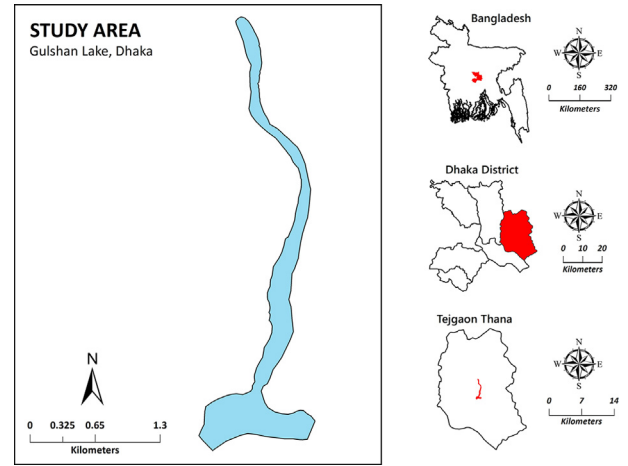 STUDY AREA
Gulshan Lake, Dhaka
N
0 0.325 0.65 1.3
Kilometers
Bangladesh
N
W E
S
0 160 320
Kilometers
Dhaka District
N
W E
S
0 10 20
Kilometers
Tejgaon Thana
N
W E
S
0 7 14
Kilometers